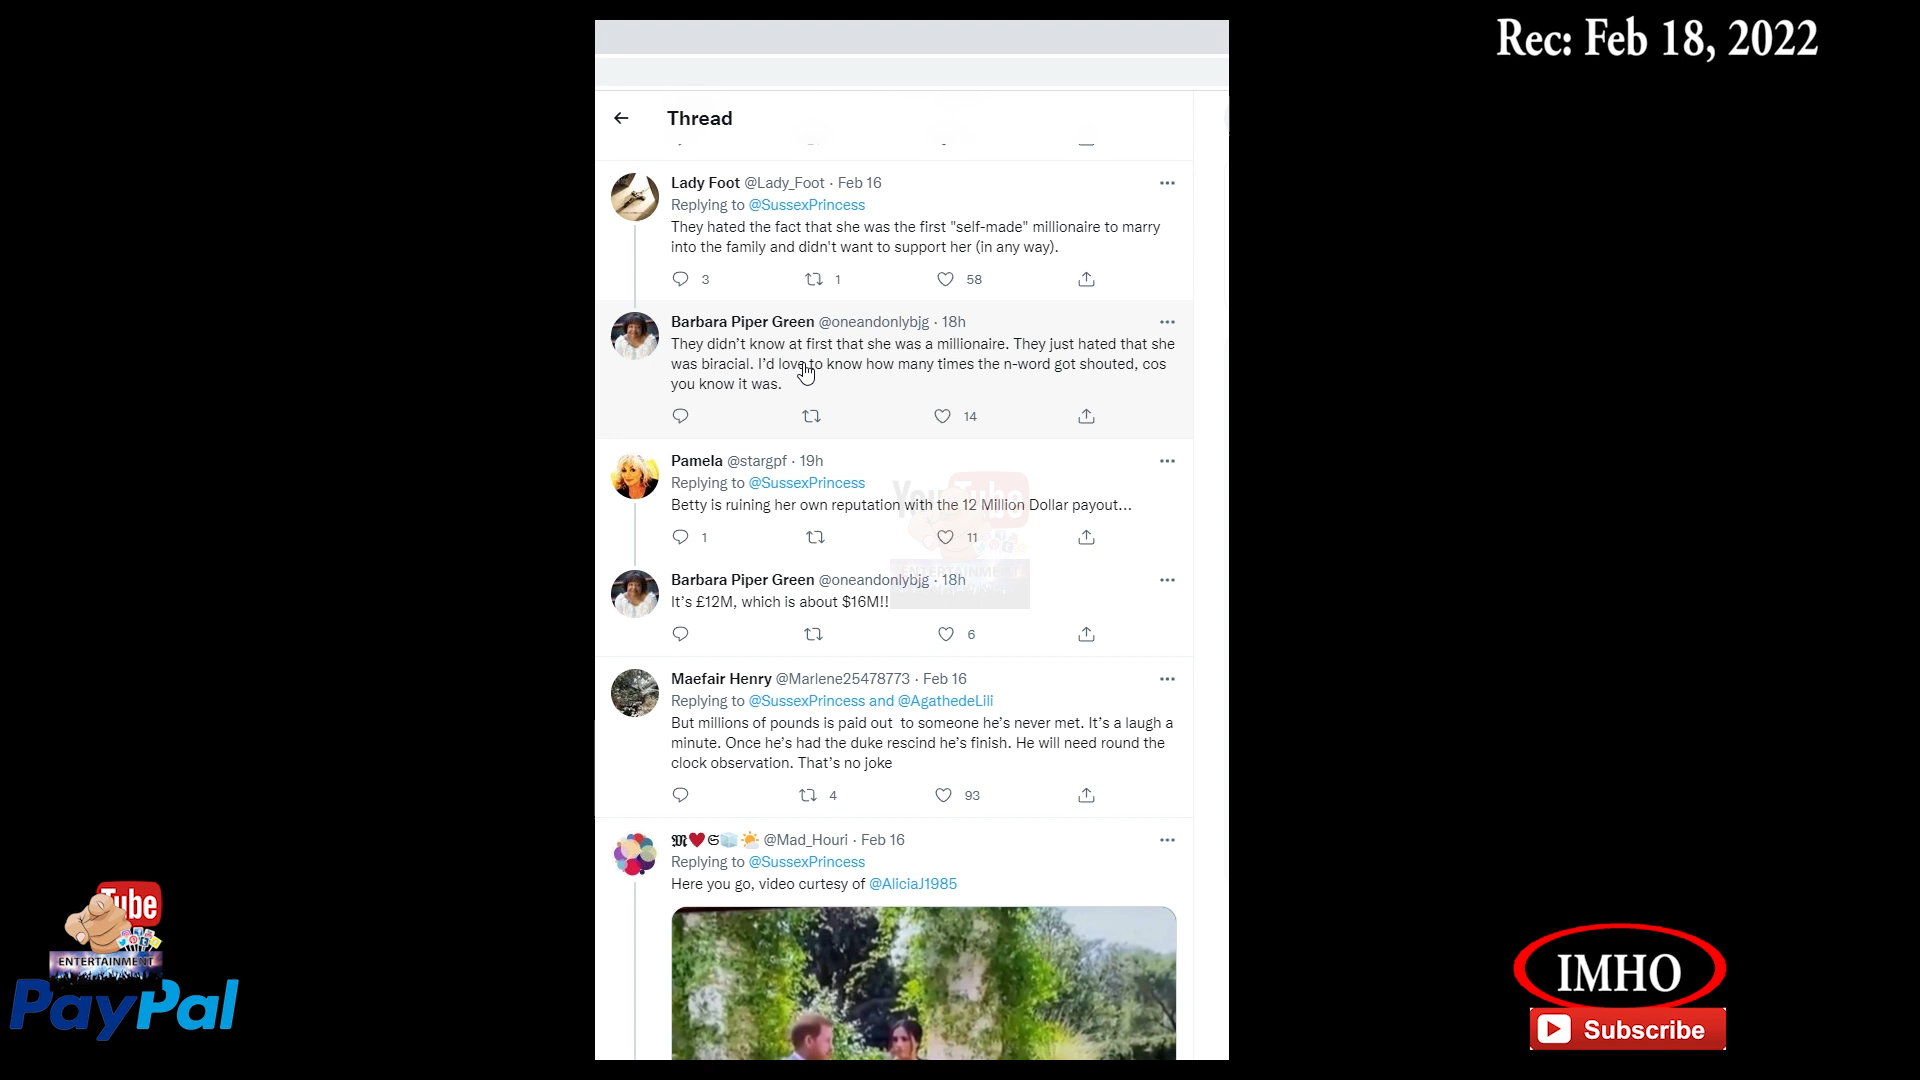 Rec: Feb 18, 2022
Thread
Lady Foot @Lady_Foot · Feb 16
Replying to @SussexPrincess
They hated the fact that she was the first "self-made" millionaire to marry
into the family and didn't want to support her (in any way).
3 1 58
Barbara Piper Green @oneandonlybjg · 18h
They didn’t know at first that she was a millionaire. They just hated that she
was biracial. I’d love to know how many times the n-word got shouted, cos
you know it was.
14
Pamela @stargpf · 19h
Replying to @SussexPrincess
Betty is ruining her own reputation with the 12 Million Dollar payout...
1 11
Barbara Piper Green @oneandonlybjg · 18h
It’s £12M, which is about $16M!!
6
Maefair Henry @Marlene25478773 · Feb 16
Replying to @SussexPrincess and @AgathedeLili
But millions of pounds is paid out to someone he’s never met. It’s a laugh a
minute. Once he’s had the duke rescind he’s finish. He will need round the
clock observation. That’s no joke
4 93
𝕸❤️𝕾🧊🌤️ @Mad_Houri · Feb 16
Replying to @SussexPrincess
Here you go, video curtesy of @AliciaJ1985
YouTube
ENTERTAINMENT
Tube
ENTERTAINMENT
PayPal
IMHO
Subscribe